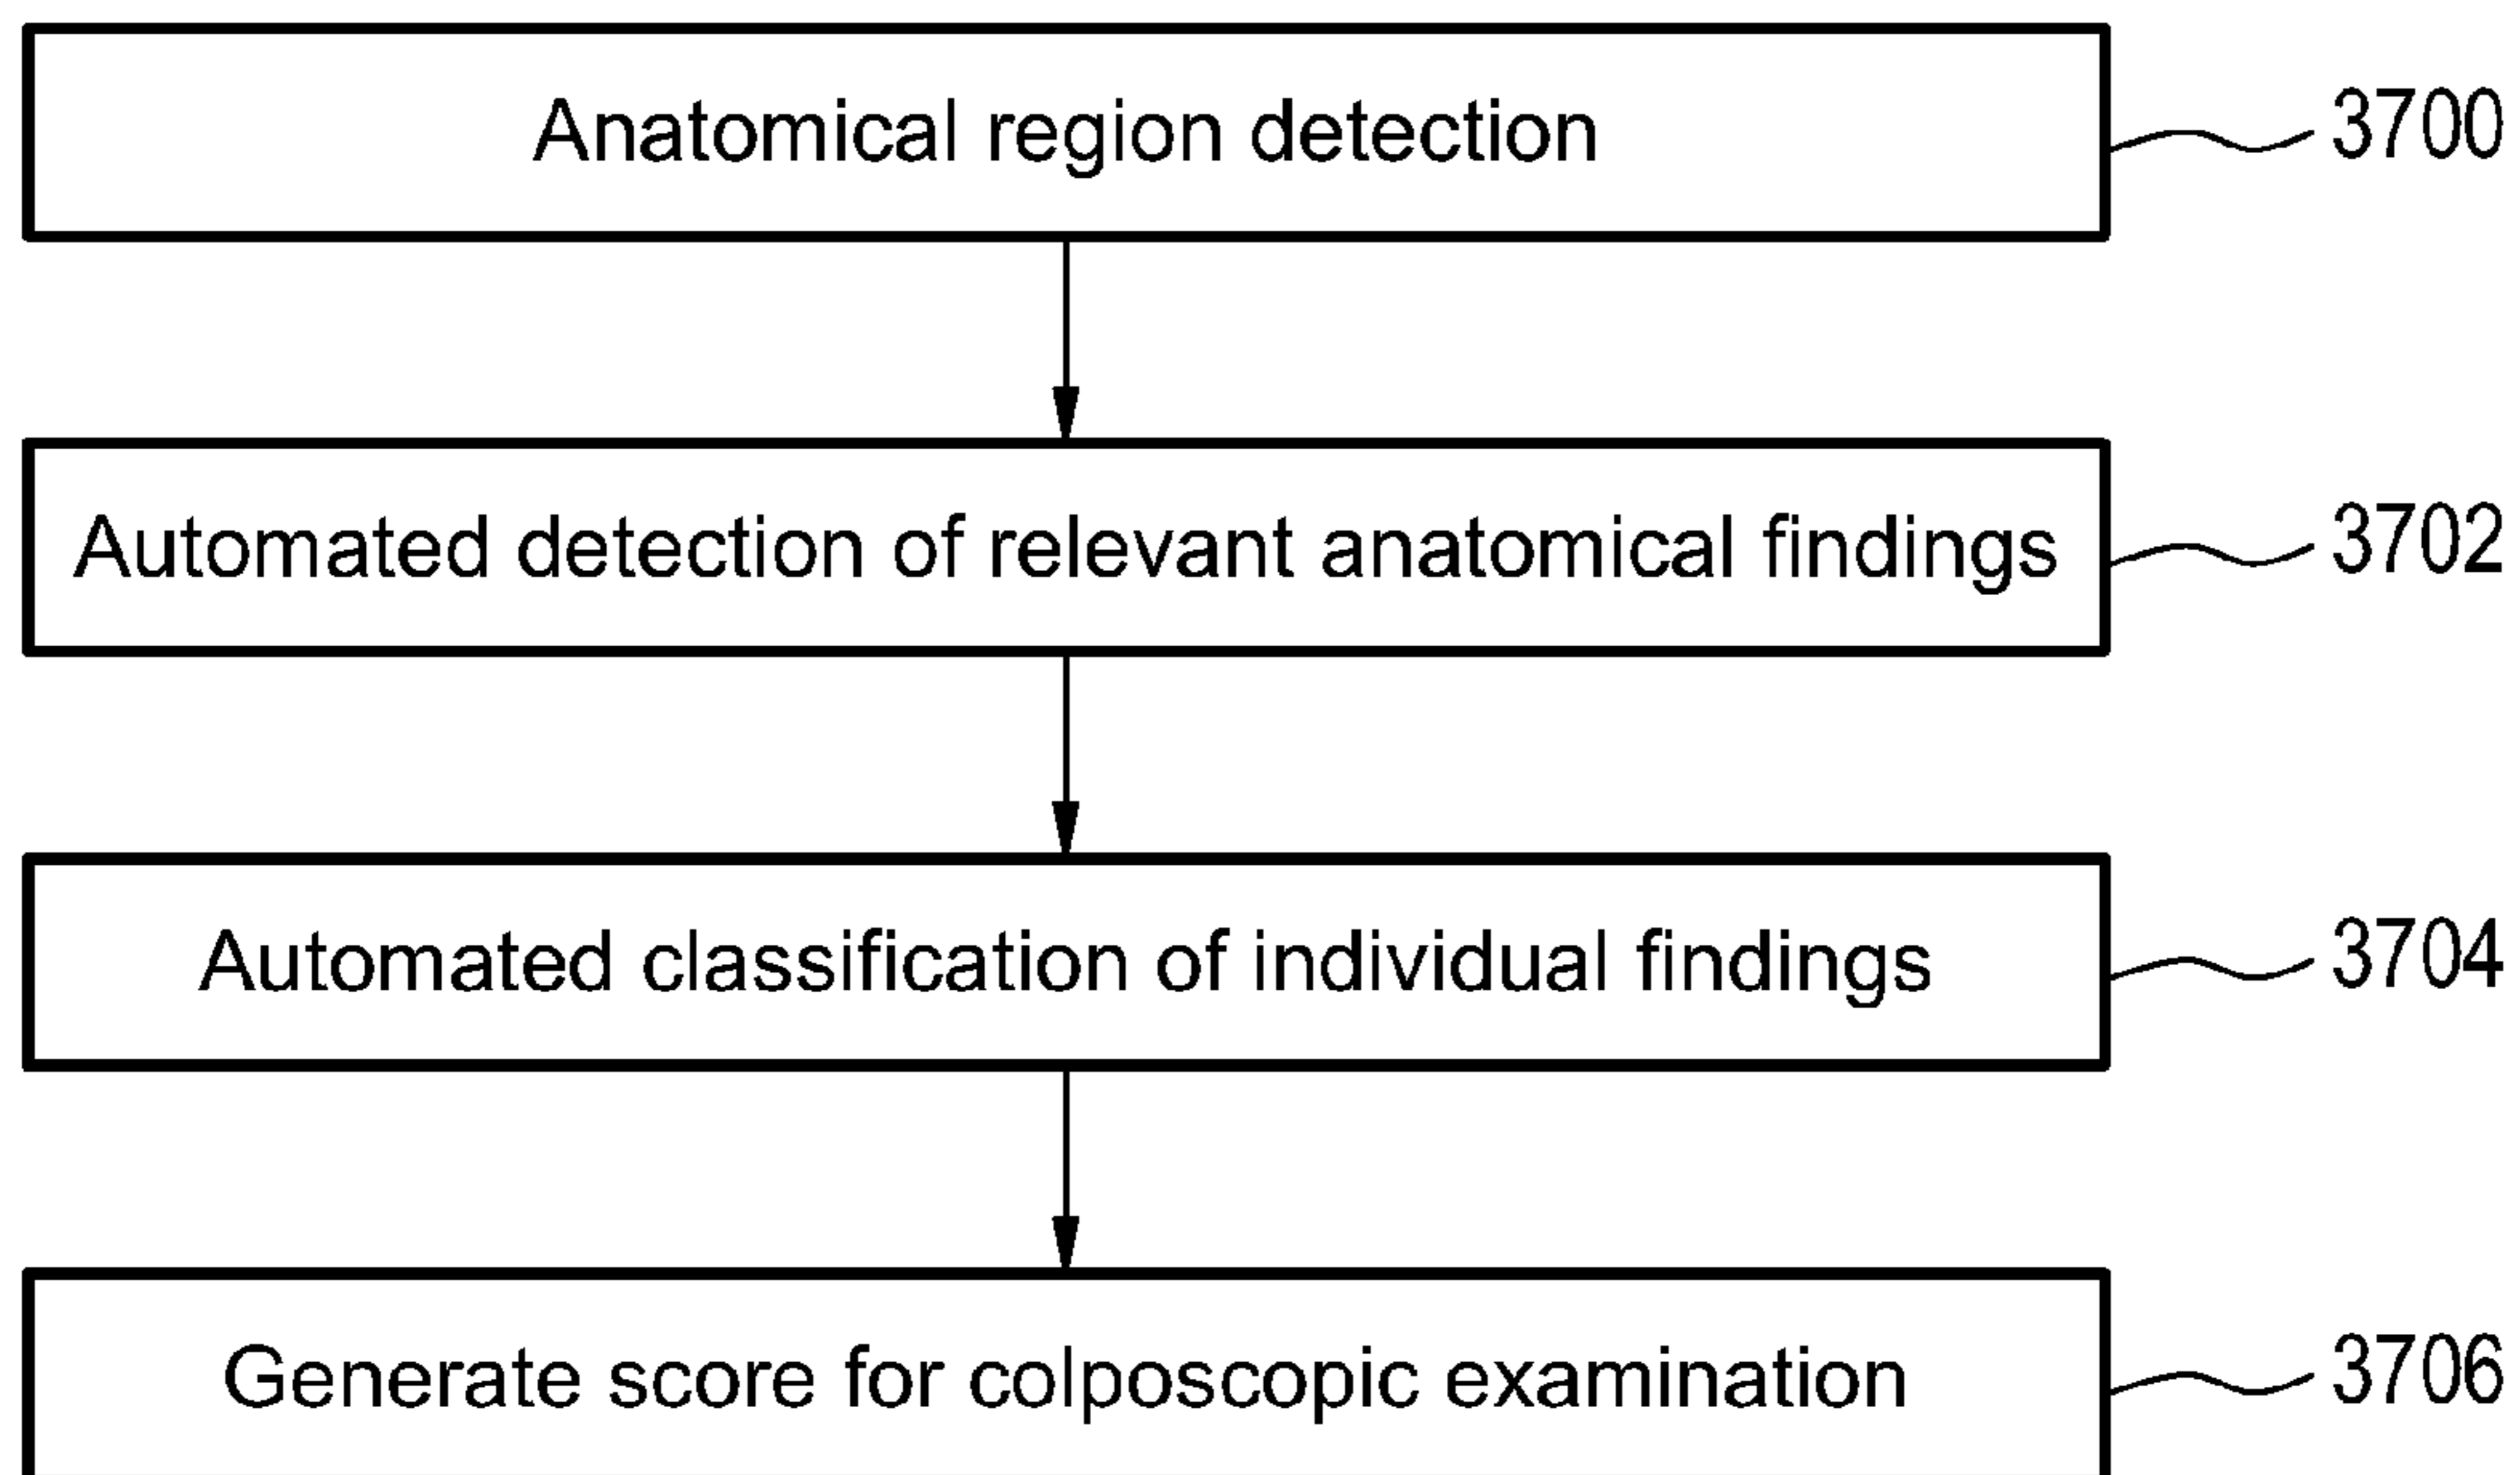 Anatomical region detection 3700
Automated detection of relevant anatomical findings 3702
Automated classification of individual findings 3704
Generate score for colposcopic examination 3706